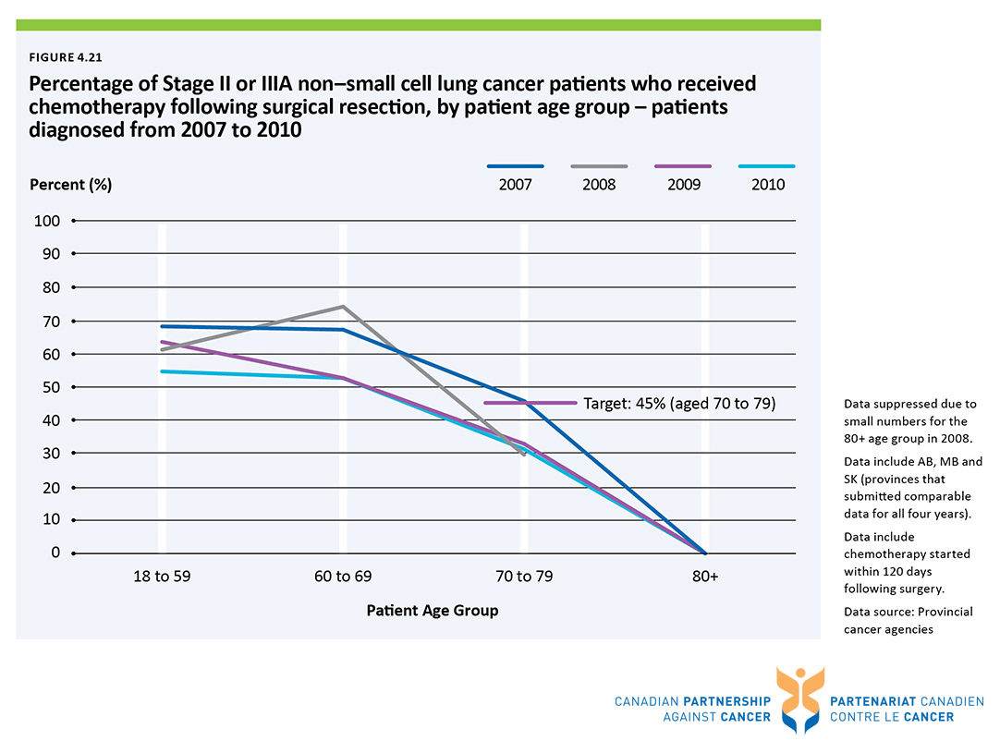 FIGURE 4.21
Percentage of Stage II or IIIA non–small cell lung cancer patients who received
chemotherapy following surgical resection, by patient age group – patients
diagnosed from 2007 to 2010
Percent (%)
2007 2008 2009 2010
100
90
80
70
60
50
Target: 45% (aged 70 to 79)
40
30
20
10
0
18 to 59 60 to 69 70 to 79 80+
Patient Age Group
Data suppressed due to
small numbers for the
80+ age group in 2008.
Data include AB, MB and
SK (provinces that
submitted comparable
data for all four years).
Data include
chemotherapy started
within 120 days
following surgery.
Data source: Provincial
cancer agencies
CANADIAN PARTNERSHIP
AGAINST CANCER
PARTENARIAT CANADIEN
CONTRE LE CANCER